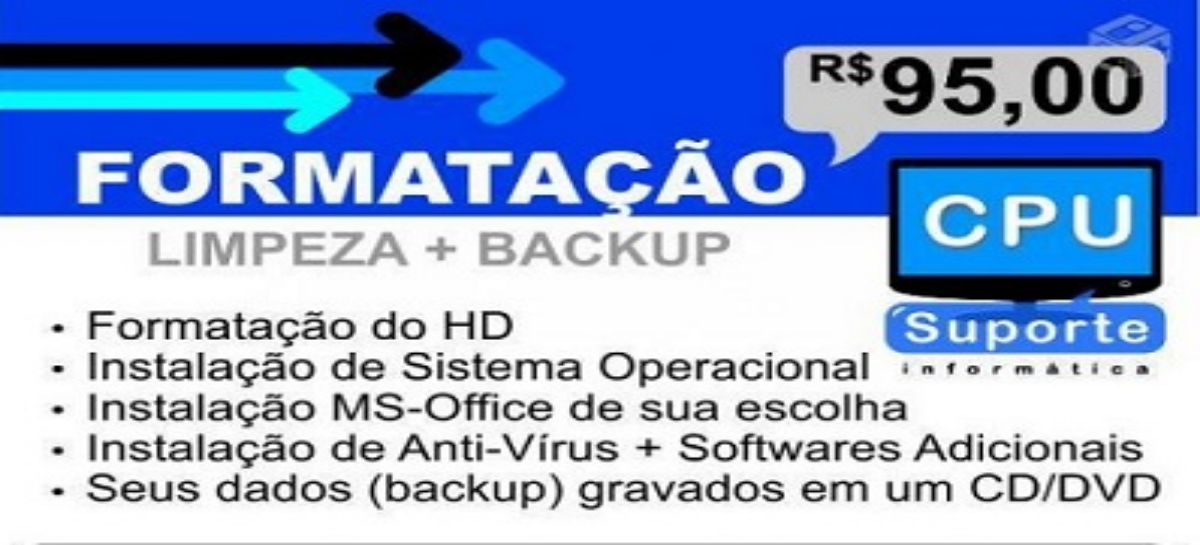 R$95,00
FORMATAÇÃO
LIMPEZA + BACKUP
CPU
Suporte
informática
• Formatação do HD
• Instalação de Sistema Operacional
• Instalação MS-Office de sua escolha
• Instalação de Anti-Vírus + Softwares Adicionais
• Seus dados (backup) gravados em um CD/DVD